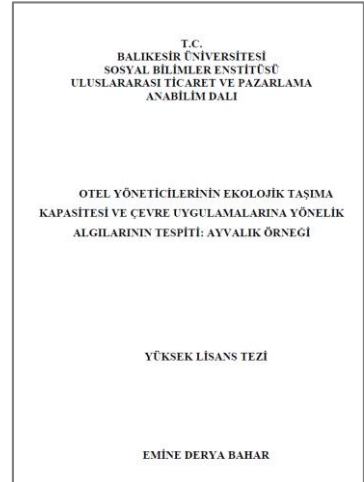 T.C.
BALIKESİR ÜNİVERSİTESİ
SOSYAL BİLİMLER ENSTİTÜSÜ
ULUSLARARASI TİCARET VE PAZARLAMA
ANABİLİM DALI
OTEL YÖNETİCİLERİNİN EKOLOJİK TAŞIMA
KAPASİTESİ VE ÇEVRE UYGULAMALARINA YÖNELİK
ALGILARININ TESPİTİ: AYVALIK ÖRNEĞİ
YÜKSEK LİSANS TEZİ
EMİNE DERYA BAHAR